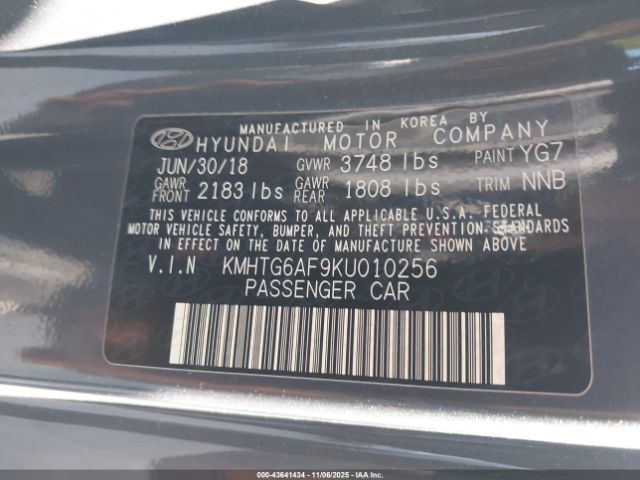 MANUFACTURED IN KOREA BY
HYUNDAI MOTOR COMPANY
JUN/30/18 GVWR 3748 lbs PAINT YG7
GAWR FRONT 2183 lbs GAWR REAR 1808 lbs TRIM NNB
THIS VEHICLE CONFORMS TO ALL APPLICABLE U.S.A. FEDERAL
MOTOR VEHICLE SAFETY, BUMPER, AND THEFT PREVENTION STANDARDS
IN EFFECT ON THE DATE OF MANUFACTURE SHOWN ABOVE
V.I.N KMHTG6AF9KU010256
PASSENGER CAR
000-43641434 - 11/06/2025 - IAAI.COM